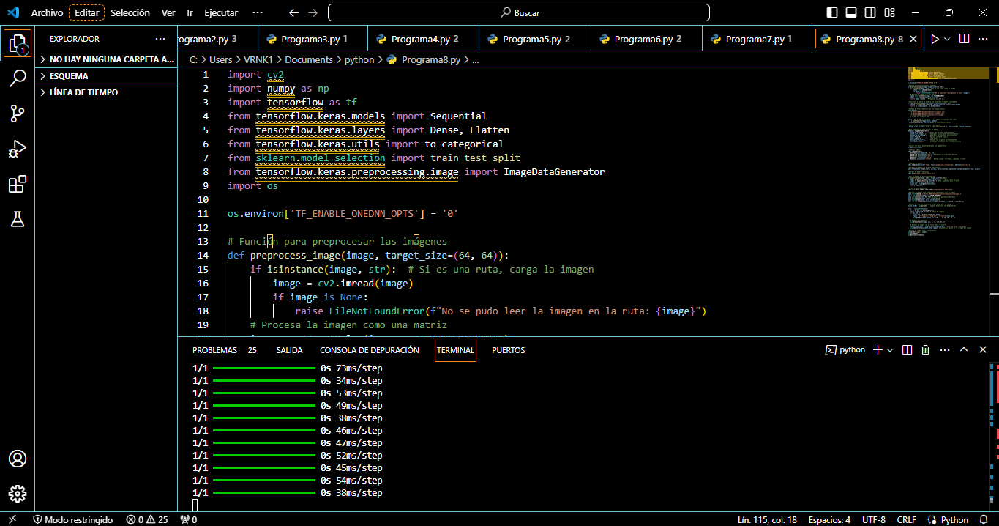 Archivo Editar Selección Ver Ir Ejecutar ··· Buscar
EXPLORADOR ···
ograma2.py 3 Programa3.py 1 Programa4.py 2 Programa5.py 2 Programa6.py 2 Programa7.py 1 Programa8.py 8
1
NO HAY NINGUNA CARPETA A...
ESQUEMA
LÍNEA DE TIEMPO
C: > Users > VRNK1 > Documents > python > Programa8.py > ...
1 import cv2
2 import numpy as np
3 import tensorflow as tf
4 from tensorflow.keras.models import Sequential
5 from tensorflow.keras.layers import Dense, Flatten
6 from tensorflow.keras.utils import to_categorical
7 from sklearn.model_selection import train_test_split
8 from tensorflow.keras.preprocessing.image import ImageDataGenerator
9 import os
10
11 os.environ['TF_ENABLE_ONEDNN_OPTS'] = '0'
12
13 # Función para preprocesar las imágenes
14 def preprocess_image(image, target_size=(64, 64)):
15 if isinstance(image, str): # Si es una ruta, carga la imagen
16 image = cv2.imread(image)
17 if image is None:
18 raise FileNotFoundError(f"No se pudo leer la imagen en la ruta: {image}")
19 # Procesa la imagen como una matriz
PROBLEMAS 25 SALIDA CONSOLA DE DEPURACIÓN TERMINAL PUERTOS python
1/1 0s 73ms/step
1/1 0s 34ms/step
1/1 0s 53ms/step
1/1 0s 49ms/step
1/1 0s 38ms/step
1/1 0s 46ms/step
1/1 0s 47ms/step
1/1 0s 52ms/step
1/1 0s 45ms/step
1/1 0s 54ms/step
1/1 0s 38ms/step
Modo restringido 0 25 0 Lín. 115, col. 18 Espacios: 4 UTF-8 CRLF Python